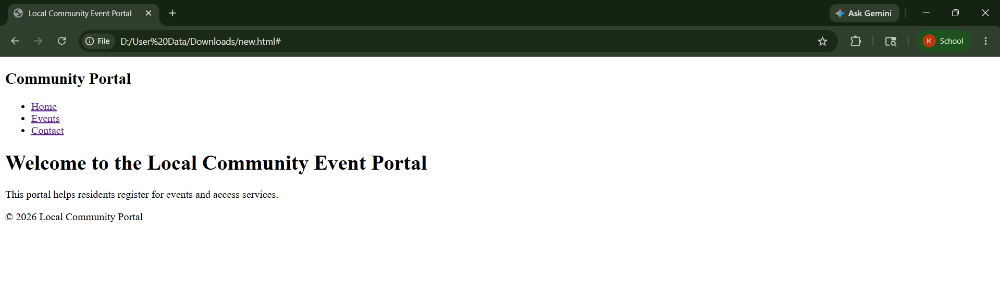 Local Community Event Portal
Ask Gemini
File
D:/User%20Data/Downloads/new.html#
K
School
Community Portal
Home
Events
Contact
Welcome to the Local Community Event Portal
This portal helps residents register for events and access services.
© 2026 Local Community Portal